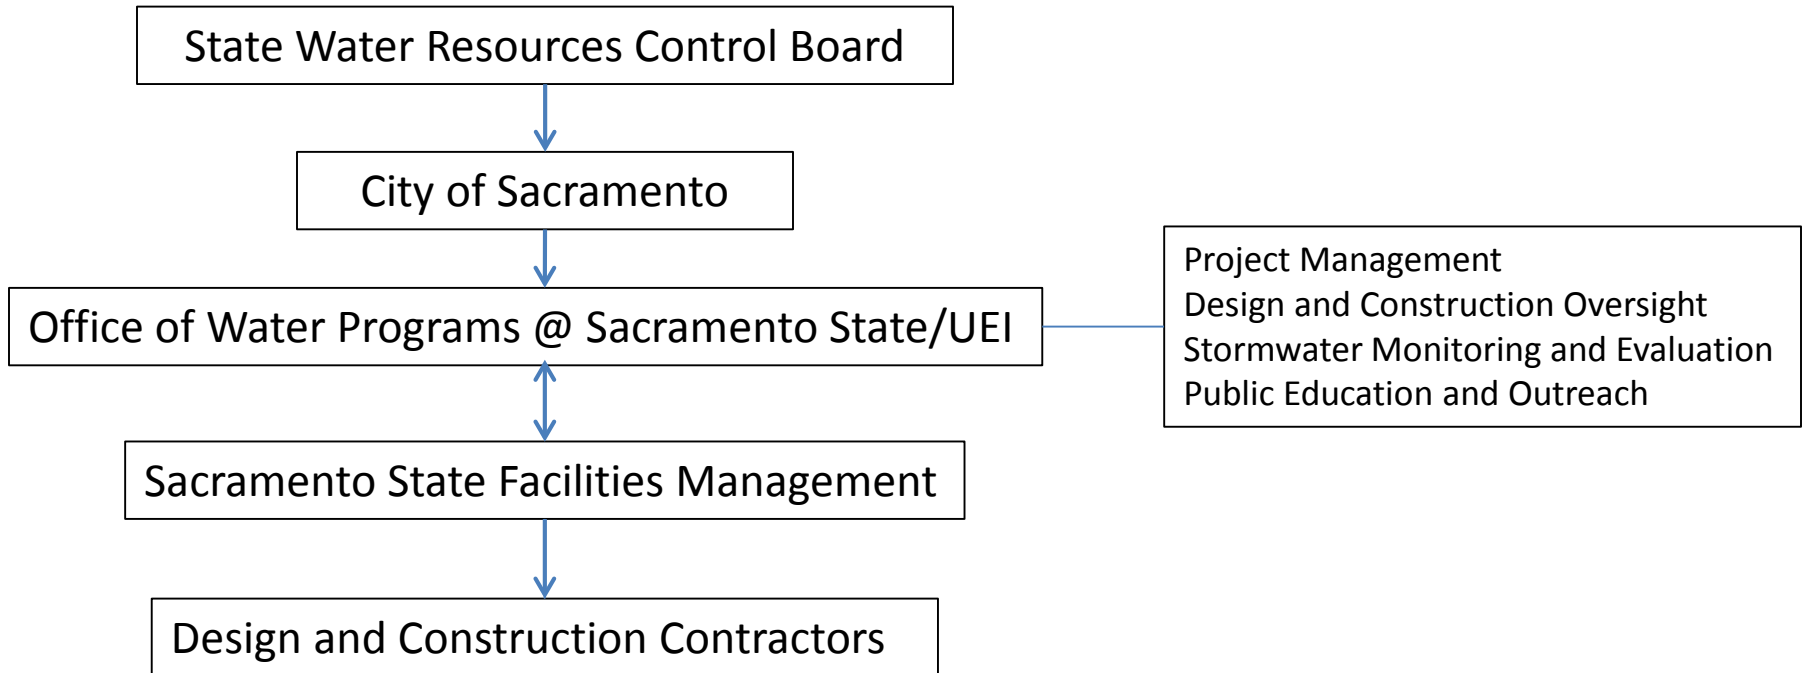 State Water Resources Control Board
City of Sacramento
Office of Water Programs @ Sacramento State/UEI
Project Management
Design and Construction Oversight
Stormwater Monitoring and Evaluation
Public Education and Outreach
Sacramento State Facilities Management
Design and Construction Contractors